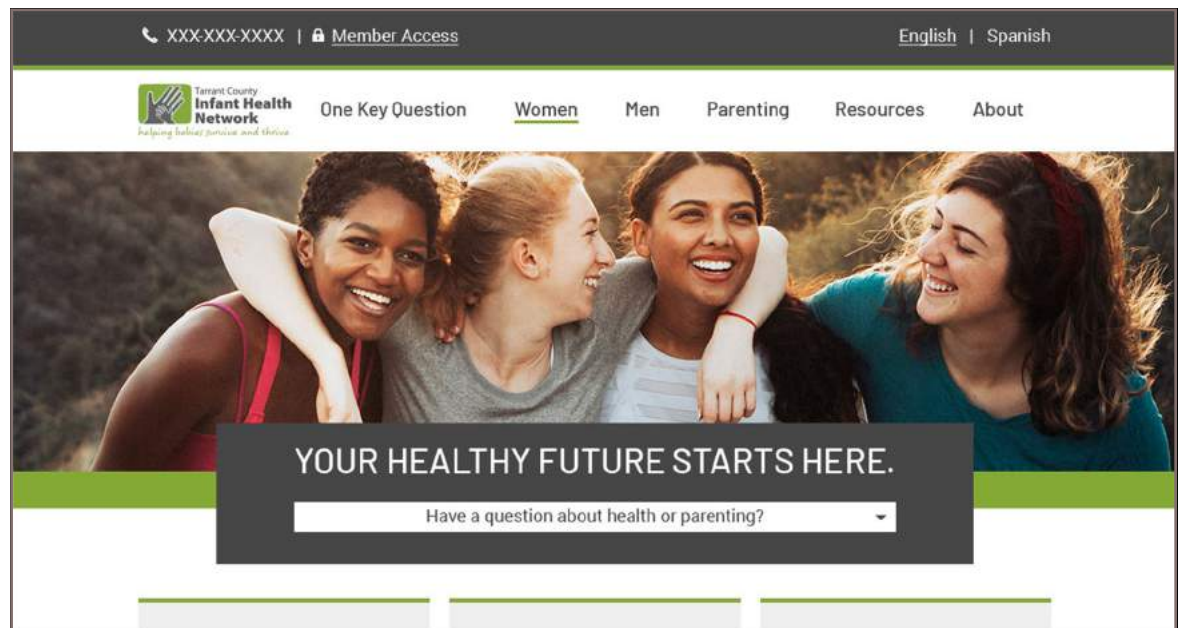 XXX-XXX-XXXX | Member Access
English | Spanish
Tarrant County
Infant Health
Network
helping babies survive and thrive
One Key Question Women Men Parenting Resources About
YOUR HEALTHY FUTURE STARTS HERE.
Have a question about health or parenting?